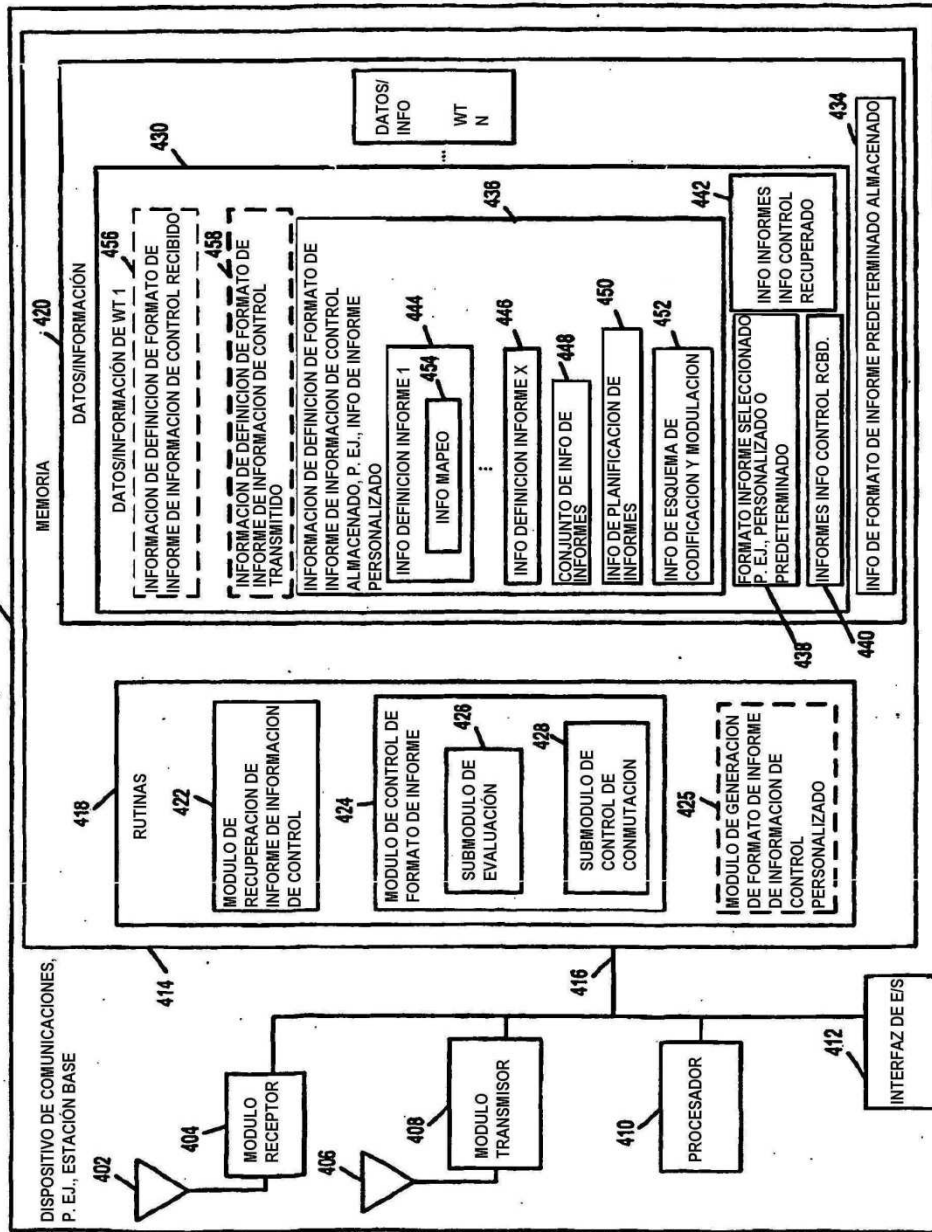 DISPOSITIVO DE COMUNICACIONES,
P. EJ., ESTACIÓN BASE
402
404
MODULO
RECEPTOR
406
408
MODULO
TRANSMISOR
410
PROCESADOR
416
412
INTERFAZ DE E/S
414
MEMORIA
418
RUTINAS
422
MODULO DE
RECUPERACION DE
INFORME DE INFORMACION
DE CONTROL
424
MODULO DE CONTROL DE
FORMATO DE INFORME
426
SUBMODULO DE
EVALUACIÓN
428
SUBMODULO DE
CONTROL DE
CONMUTACION
425
MODULO DE GENERACION
DE FORMATO DE INFORME
DE INFORMACION DE
CONTROL
PERSONALIZADO
420
DATOS/INFORMACIÓN
430
DATOS/INFORMACIÓN DE WT 1
456
INFORMACION DE DEFINICION DE FORMATO DE
INFORME DE INFORMACION DE CONTROL RECIBIDO
458
INFORMACION DE DEFINICION DE FORMATO DE
INFORME DE INFORMACION DE CONTROL
TRANSMITIDO
436
INFORMACION DE DEFINICION DE FORMATO DE
INFORME DE INFORMACION DE CONTROL
ALMACENADO, P. EJ., INFO DE INFORME
PERSONALIZADO
444
INFO DEFINICION INFORME 1
454
INFO MAPEO
446
INFO DEFINICION INFORME X
448
CONJUNTO DE INFO DE
INFORMES
450
INFO DE PLANIFICACION DE
INFORMES
452
INFO DE ESQUEMA DE
CODIFICACION Y MODULACION
442
INFO INFORMES
INFO CONTROL
RECUPERADO
FORMATO INFORME SELECCIONADO
P. EJ., PERSONALIZADO O
PREDETERMINADO
438
INFORMES INFO CONTROL RCBD.
440
DATOS/
INFO
WT
N
434
INFO DE FORMATO DE INFORME PREDETERMINADO ALMACENADO